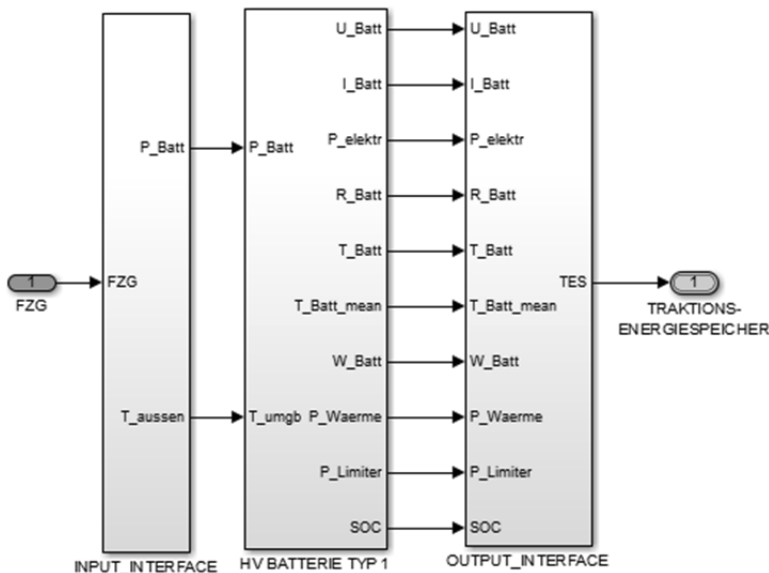 U_Batt
U_Batt
I_Batt
I_Batt
P_elektr
P_elektr
P_Batt
P_Batt
R_Batt
R_Batt
T_Batt
T_Batt
1
FZG
FZG
TES
1
T_Batt_mean
T_Batt_mean
TRAKTIONS-
ENERGIESPEICHER
W_Batt
W_Batt
T_aussen
T_umgb
P_Waerme
P_Waerme
P_Limiter
P_Limiter
SOC
SOC
INPUT_INTERFACE
HV BATTERIE TYP 1
OUTPUT_INTERFACE